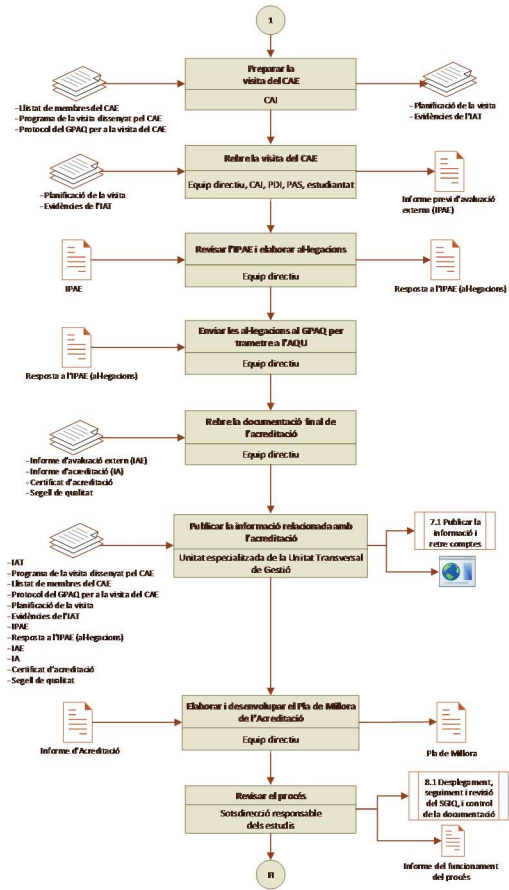 1
Preparar la
visita del CAE
CAI
-Llistat de membres del CAE
-Programa de la visita dissenyat pel CAE
-Protocol del GPAQ per a la visita del CAE
-Planificació de la visita
-Evidències de l'IAT
Rebre la visita del CAE
Equip directiu, CAI, PDI, PAS, estudiantat
-Planificació de la visita
-Evidències de l'IAT
Informe previ d'avaluació
extern (IPAE)
Revisar l'IPAE i elaborar al·legacions
Equip directiu
IPAE
Resposta a l'IPAE (al·legacions)
Enviar les al·legacions al GPAQ per
trametre a l'AQU
Equip directiu
Resposta a l'IPAE (al·legacions)
Rebre la documentació final de
l'acreditació
Equip directiu
-Informe d'avaluació extern (IAE)
-Informe d'acreditació (IA)
-Certificat d'acreditació
-Segell de qualitat
Publicar la informació relacionada amb
l'acreditació
Unitat especialitzada de la Unitat Transversal
de Gestió
7.1 Publicar la
informació i
retre comptes
-IAT
-Programa de la visita dissenyat pel CAE
-Llistat de membres del CAE
-Protocol del GPAQ per a la visita del CAE
-Planificació de la visita
-Evidències de l'IAT
-IPAE
-Resposta a l'IPAE (al·legacions)
-IAE
-IA
-Certificat d'acreditació
-Segell de qualitat
Elaborar i desenvolupar el Pla de Millora
de l'Acreditació
Equip directiu
Informe d'Acreditació
Pla de Millora
Revisar el procés
Sotsdirecció responsable
dels estudis
8.1 Desplegament,
seguiment i revisió
del SGIQ, i control
de la documentació
Informe del funcionament
del procés
FI